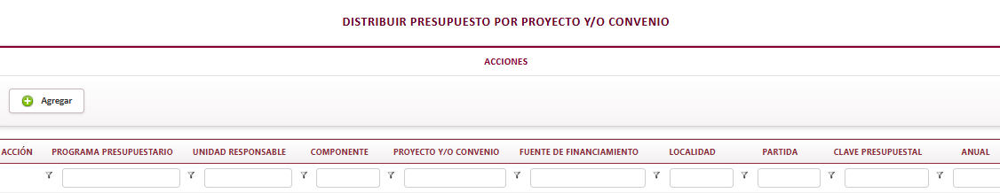 DISTRIBUIR PRESUPUESTO POR PROYECTO Y/O CONVENIO
ACCIONES
Agregar
ACCIÓN PROGRAMA PRESUPUESTARIO UNIDAD RESPONSABLE COMPONENTE PROYECTO Y/O CONVENIO FUENTE DE FINANCIAMIENTO LOCALIDAD PARTIDA CLAVE PRESUPUESTAL ANUAL